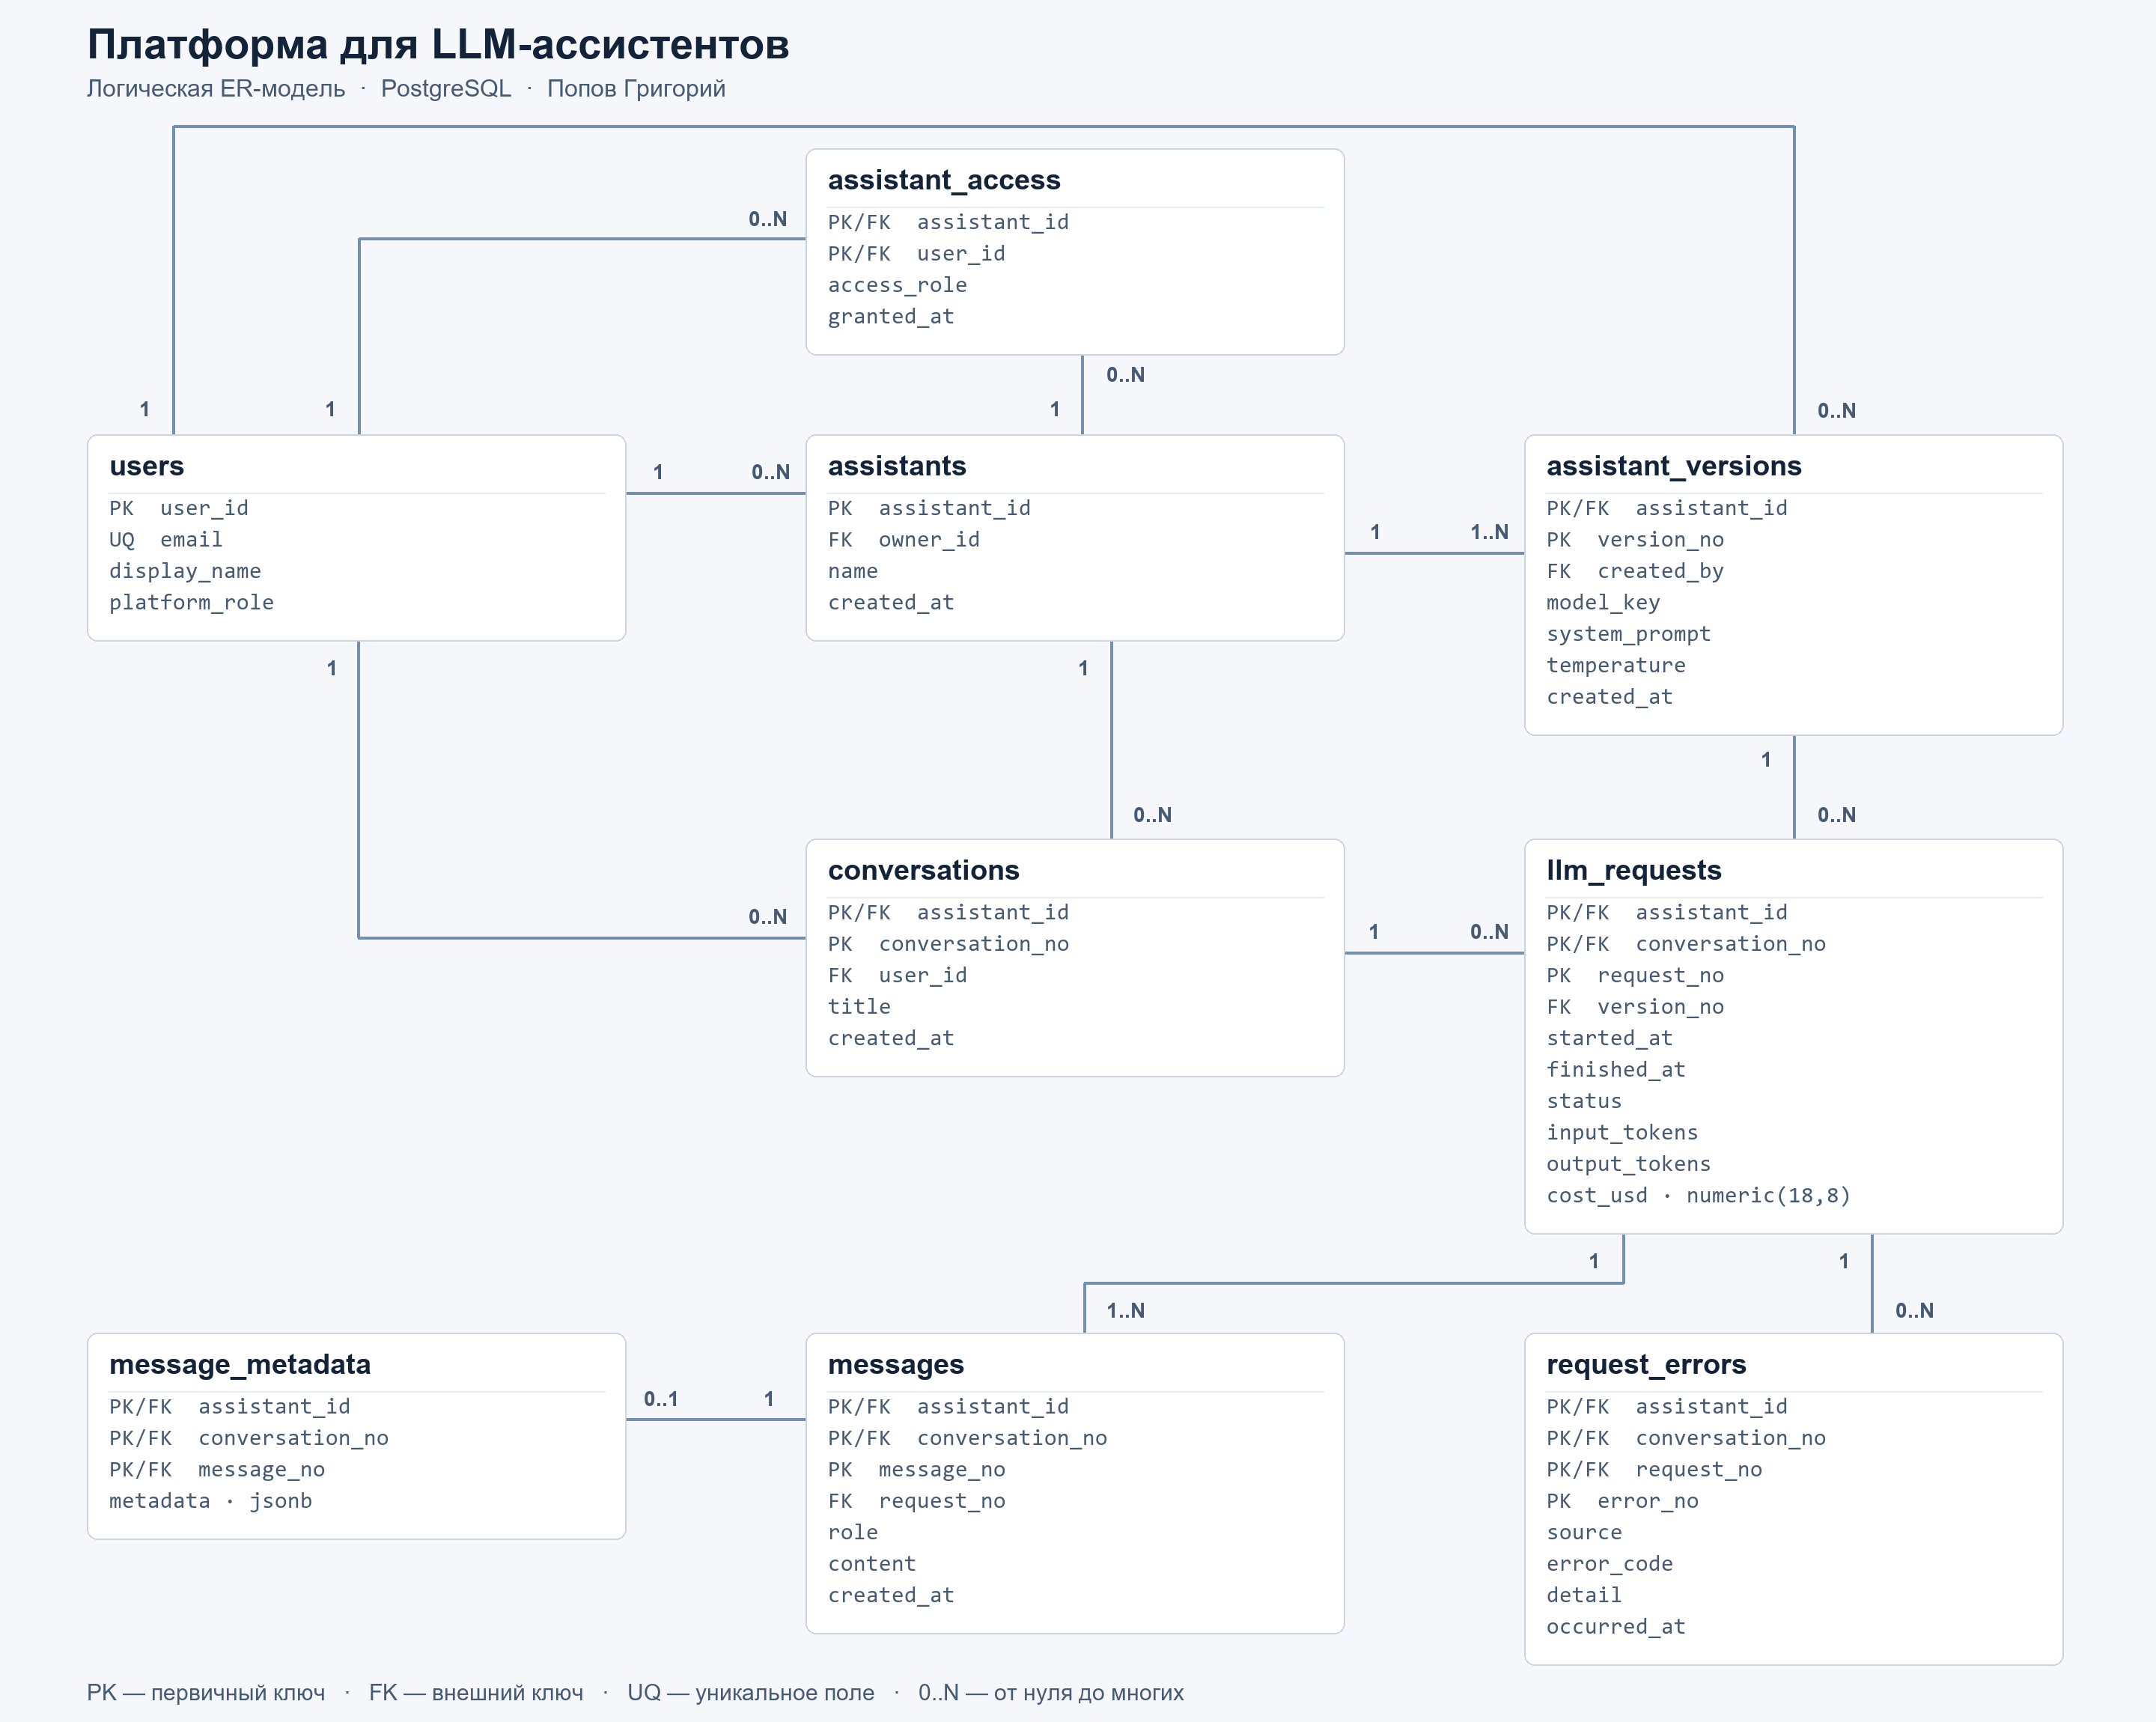 Платформа для LLM-ассистентов
Логическая ER-модель · PostgreSQL · Попов Григорий
assistant_access
PK/FK assistant_id
PK/FK user_id
access_role
granted_at
0..N
1
1
0..N
1
0..N
users
PK user_id
UQ email
display_name
platform_role
1 0..N
assistants
PK assistant_id
FK owner_id
name
created_at
1 1..N
assistant_versions
PK/FK assistant_id
PK version_no
FK created_by
model_key
system_prompt
temperature
created_at
1
1
1
0..N
0..N
0..N
conversations
PK/FK assistant_id
PK conversation_no
FK user_id
title
created_at
1 0..N
llm_requests
PK/FK assistant_id
PK/FK conversation_no
PK request_no
FK version_no
started_at
finished_at
status
input_tokens
output_tokens
cost_usd · numeric(18,8)
1
1
1..N
0..N
message_metadata
PK/FK assistant_id
PK/FK conversation_no
PK/FK message_no
metadata · jsonb
0..1 1
messages
PK/FK assistant_id
PK/FK conversation_no
PK message_no
FK request_no
role
content
created_at
request_errors
PK/FK assistant_id
PK/FK conversation_no
PK/FK request_no
PK error_no
source
error_code
detail
occurred_at
PK — первичный ключ · FK — внешний ключ · UQ — уникальное поле · 0..N — от нуля до многих